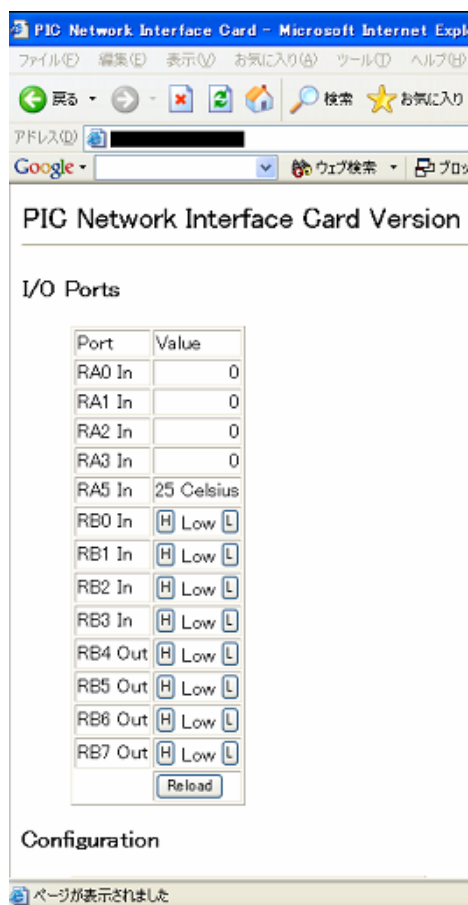 PIC Network Interface Card - Microsoft Internet Expl
ファイル(F) 編集(E) 表示(V) お気に入り(A) ツール(T) ヘルプ(H)
戻る 検索 お気に入り
アドレス(D)
Google ウェブ検索 ブロッ
PIC Network Interface Card Version
I/O Ports
Port Value
RA0 In 0
RA1 In 0
RA2 In 0
RA3 In 0
RA5 In 25 Celsius
RB0 In H Low L
RB1 In H Low L
RB2 In H Low L
RB3 In H Low L
RB4 Out H Low L
RB5 Out H Low L
RB6 Out H Low L
RB7 Out H Low L
Reload
Configuration
ページが表示されました